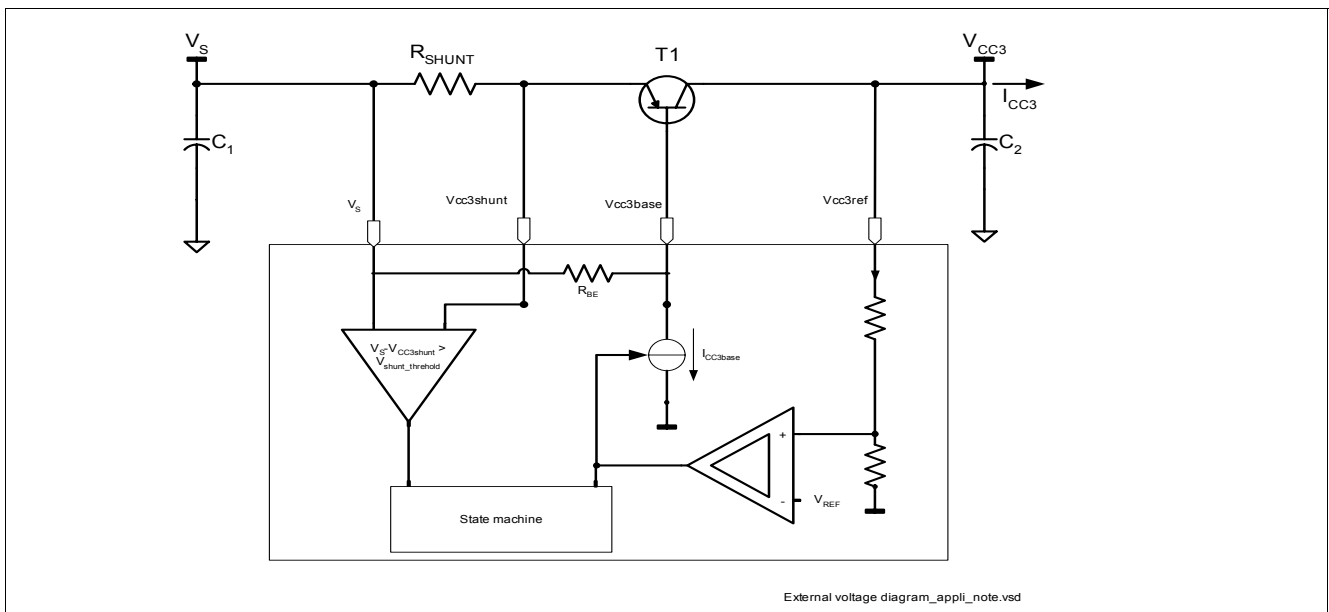 VS
RSHUNT
T1
VCC3
ICC3
C1
C2
VS
Vcc3shunt
Vcc3base
Vcc3ref
RBE
VS-VCC3shunt >
Vshunt_threhold
ICC3base
+
-
VREF
State machine
External voltage diagram_appli_note.vsd